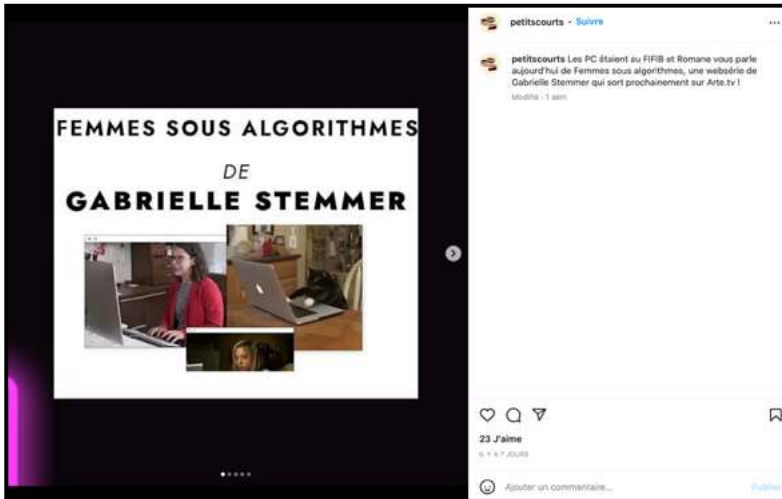 FEMMES SOUS ALGORITHMES
DE
GABRIELLE STEMMER
petitscourts • Suivre
petitscourts Les PC étaient au FIFIB et Romane vous parle
aujourd'hui de Femmes sous algorithmes, une websérie de
Gabrielle Stemmer qui sort prochainement sur Arte.tv !
Modifié · 1 sem
23 J'aime
IL Y A 7 JOURS
Ajouter un commentaire...
Publier